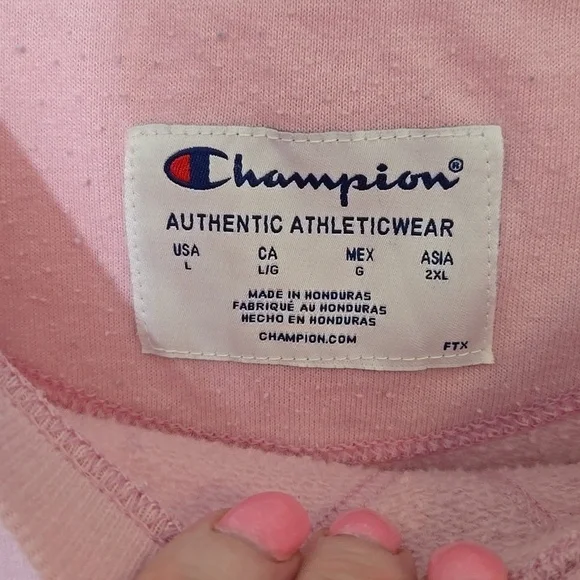 Champion®
AUTHENTIC ATHLETICWEAR
USA CA MEX ASIA
L L/G G 2XL
MADE IN HONDURAS
FABRIQUÉ AU HONDURAS
HECHO EN HONDURAS
CHAMPION.COM
FTX